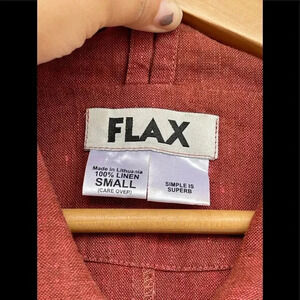 FLAX
Made in Lithuania
100% LINEN
SMALL
(CARE OVER)
SIMPLE IS
SUPERB